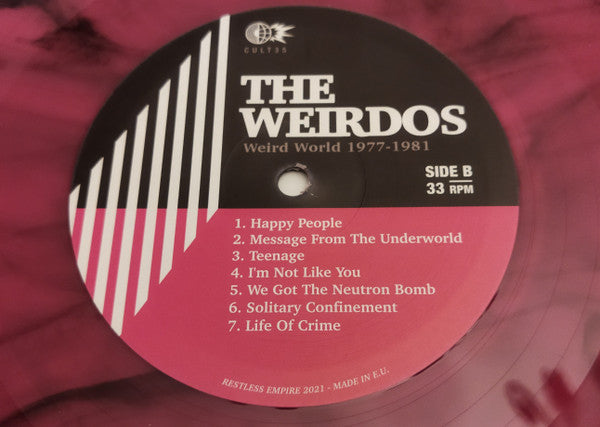 CULT35
THE
WEIRDOS
Weird World 1977-1981
SIDE B
33 RPM
1. Happy People
2. Message From The Underworld
3. Teenage
4. I'm Not Like You
5. We Got The Neutron Bomb
6. Solitary Confinement
7. Life Of Crime
RESTLESS EMPIRE 2021 - MADE IN E.U.